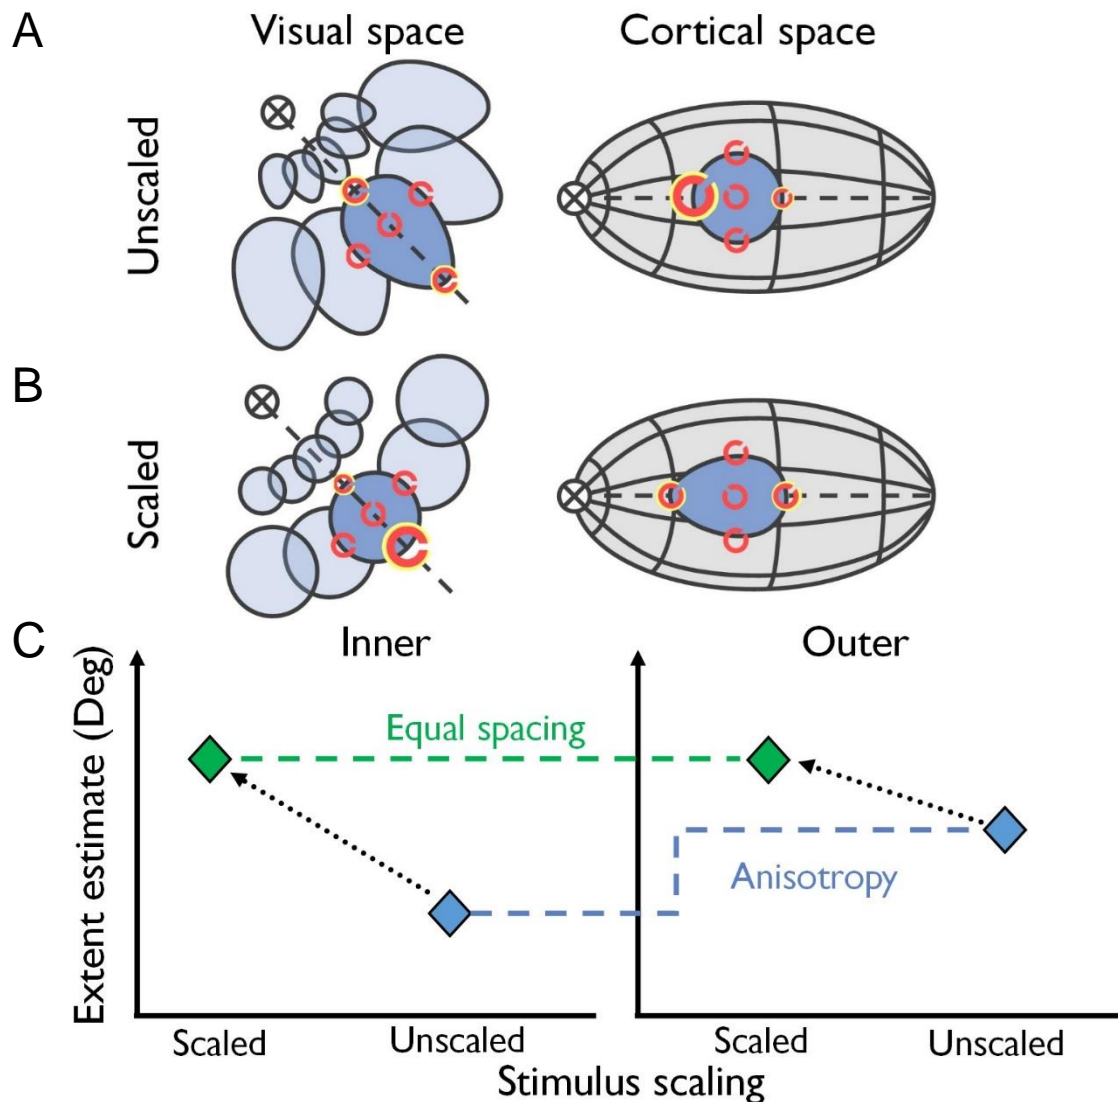 A
Visual space
Cortical space
Unscaled
B
Scaled
C
Inner
Outer
Extent estimate (Deg)
Equal spacing
Anisotropy
Scaled
Unscaled
Scaled
Unscaled
Stimulus scaling